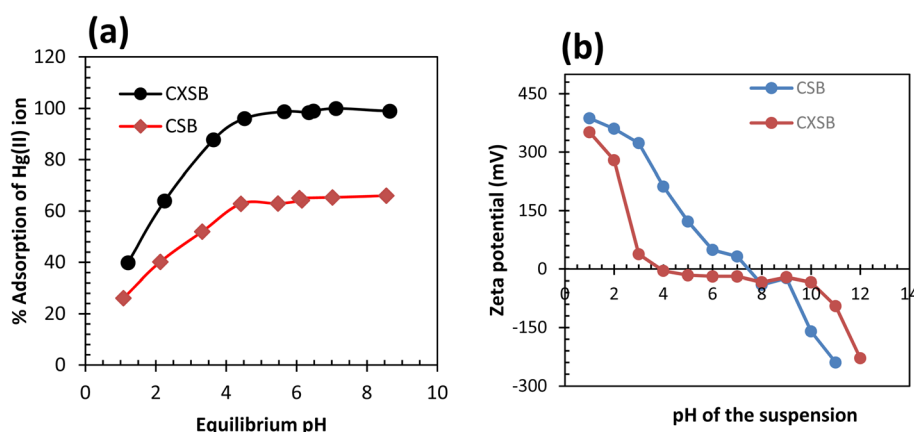 (a)
120
100
80
60
40
20
0
% Adsorption of Hg(II) ion
CXSB
CSB
0 2 4 6 8 10
Equilibrium pH
(b)
450
300
150
0
-150
-300
Zeta potential (mV)
CSB
CXSB
0 2 4 6 8 10 12 14
pH of the suspension